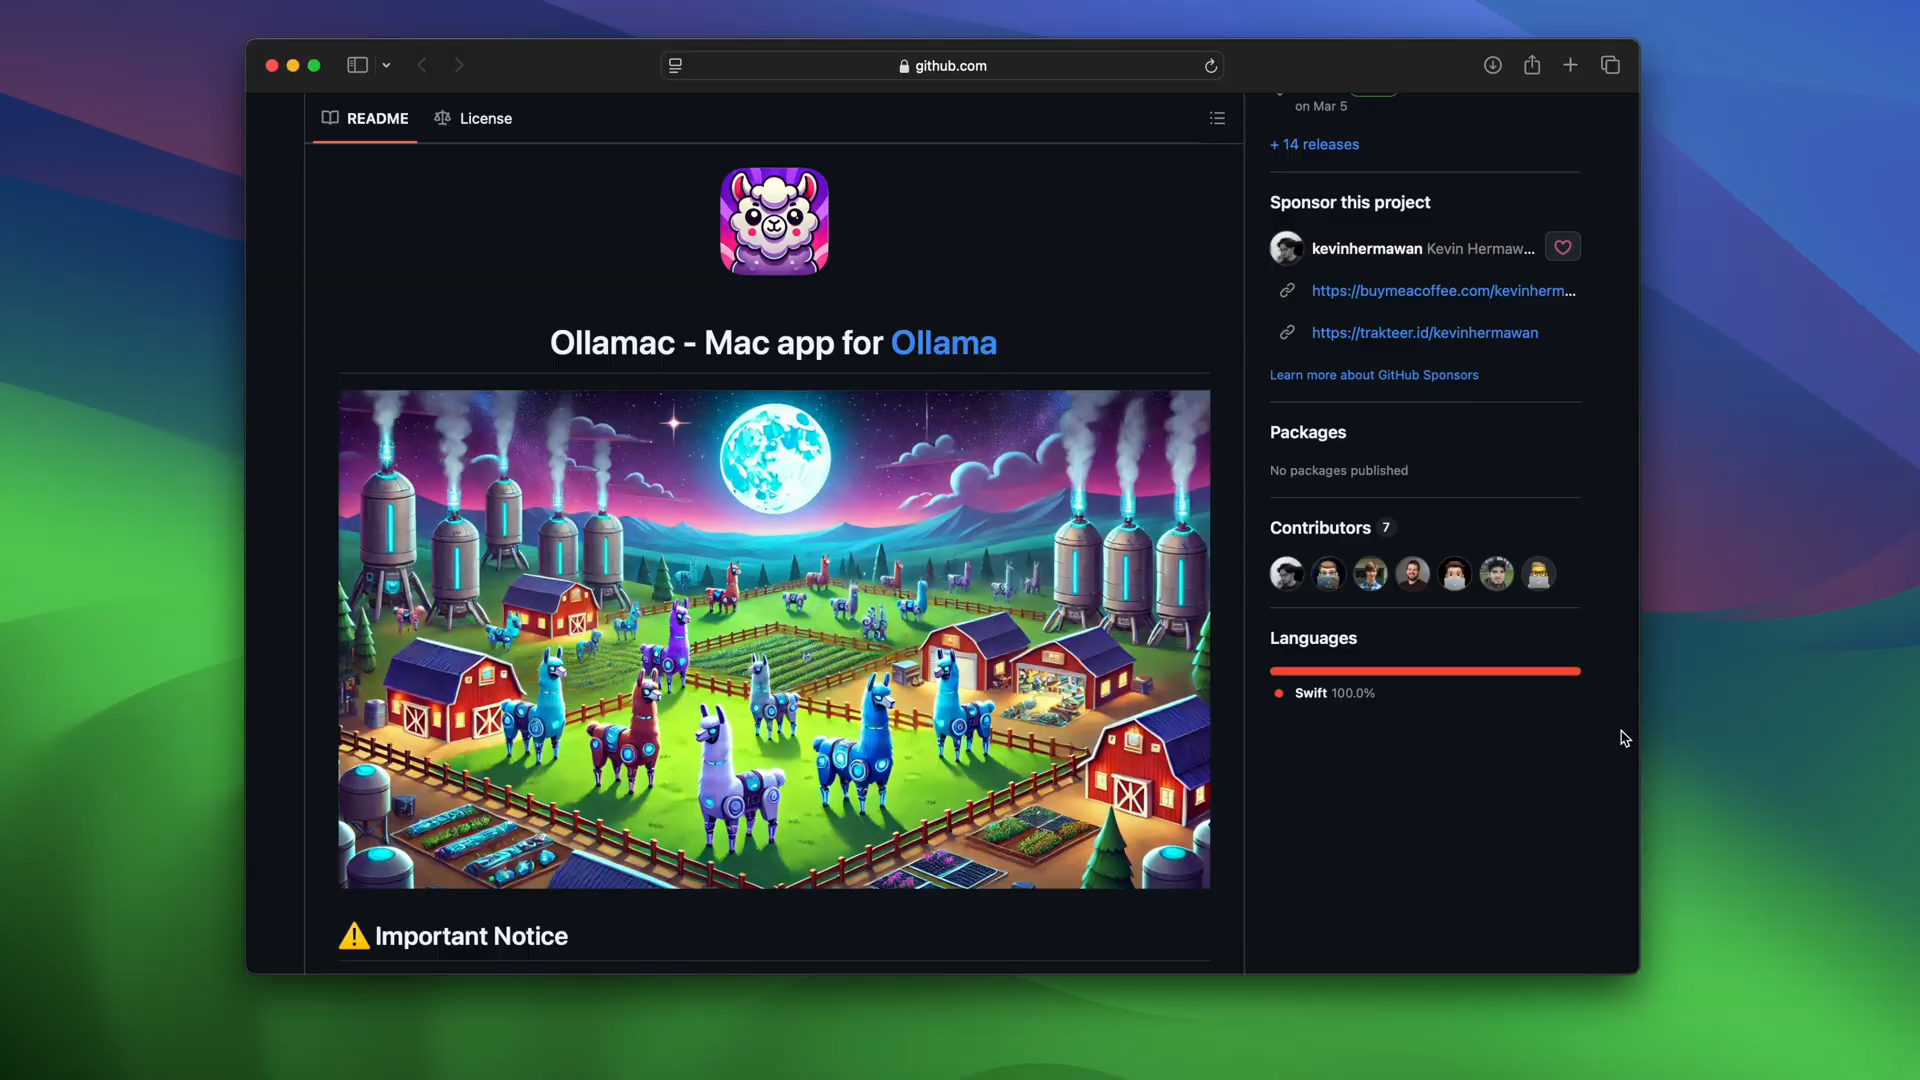 github.com
README
License
Ollamac - Mac app for Ollama
⚠️ Important Notice
on Mar 5
+ 14 releases
Sponsor this project
kevinhermawan Kevin Hermaw...
https://buymeacoffee.com/kevinherm...
https://trakteer.id/kevinhermawan
Learn more about GitHub Sponsors
Packages
No packages published
Contributors 7
Languages
Swift 100.0%